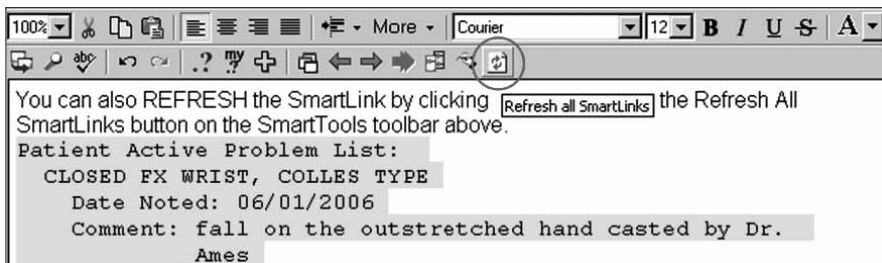 100% More Courier 12 B I U S A
abc .? my
You can also REFRESH the SmartLink by clicking Refresh all SmartLinks the Refresh All
SmartLinks button on the SmartTools toolbar above.
Patient Active Problem List:
CLOSED FX WRIST, COLLES TYPE
Date Noted: 06/01/2006
Comment: fall on the outstretched hand casted by Dr.
Ames